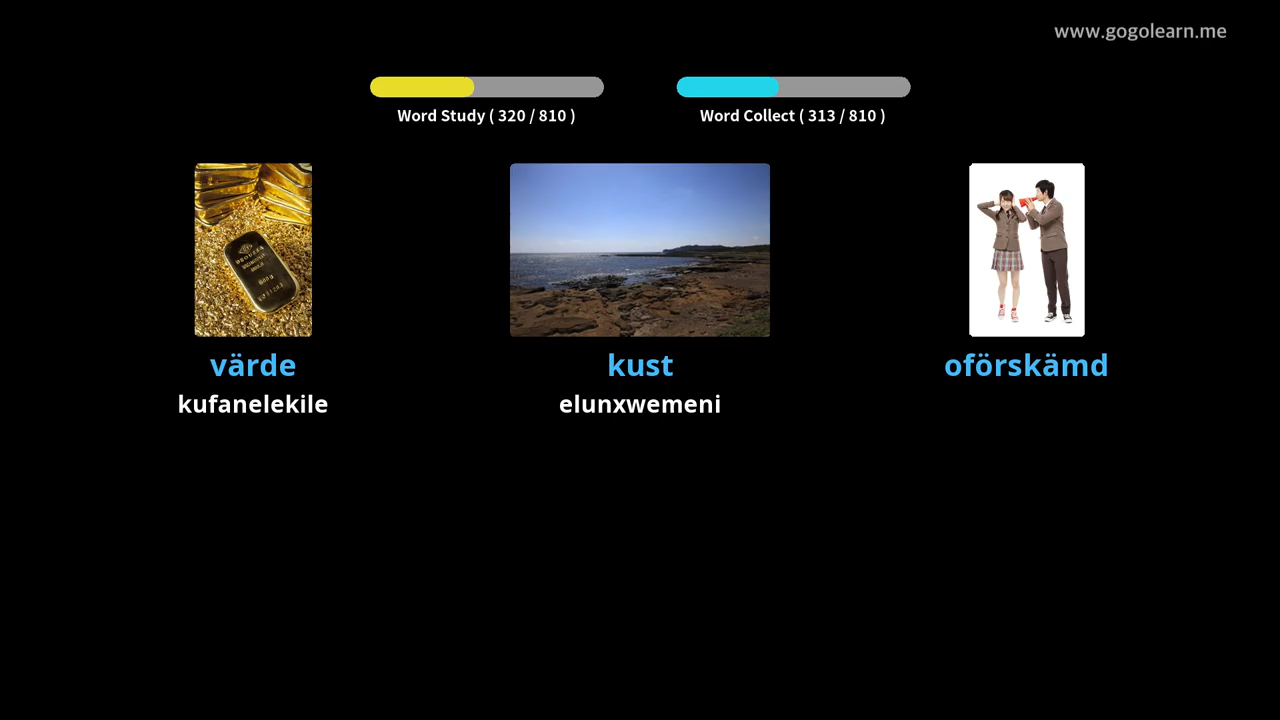 www.gogolearn.me
Word Study ( 320 / 810 )
Word Collect ( 313 / 810 )
värde
kust
oförskämd
kufanelekile
elunxwemeni